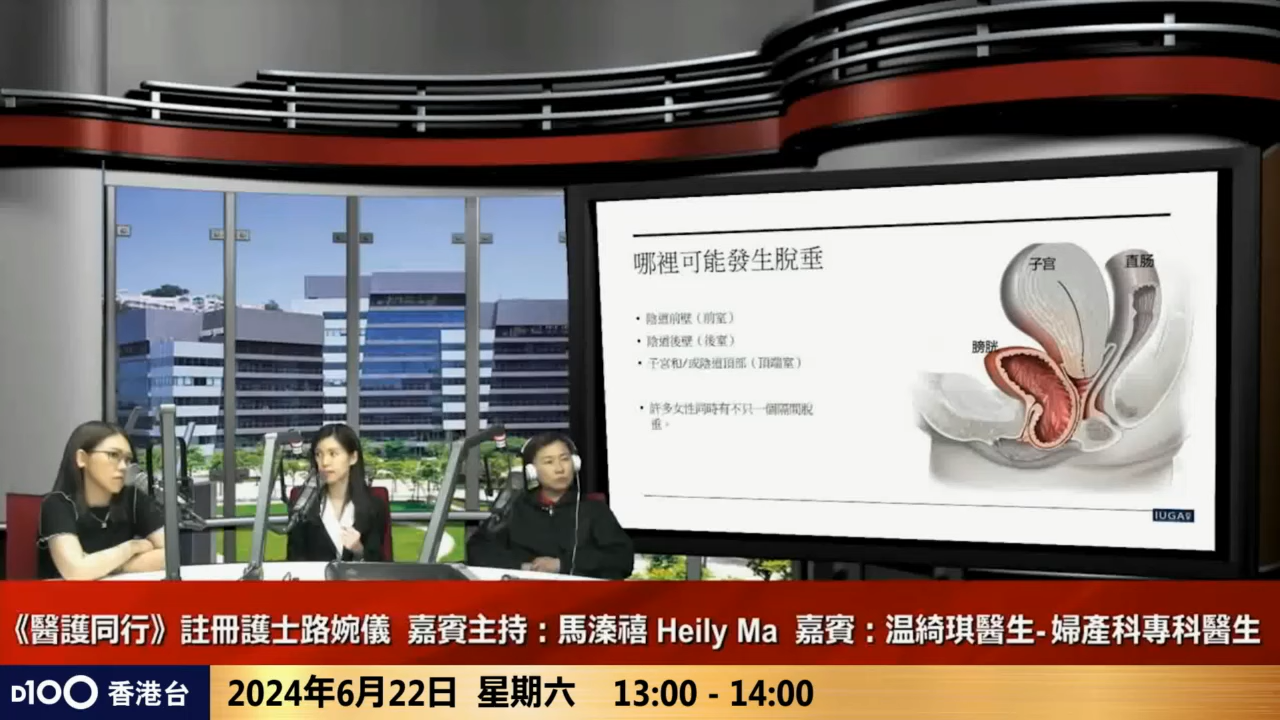 哪裡可能發生脫垂
• 陰道前壁（前室）
• 陰道後壁（後室）
• 子宮和/或陰道頂部（頂端室）
• 許多女性同時有不只一個隔間脫
垂。
子宫
直肠
膀胱
IUGA
《醫護同行》註冊護士路婉儀 嘉賓主持：馬溱禧 Heily Ma 嘉賓：温綺琪醫生- 婦產科專科醫生
D100 香港台
2024年6月22日 星期六 13:00 - 14:00